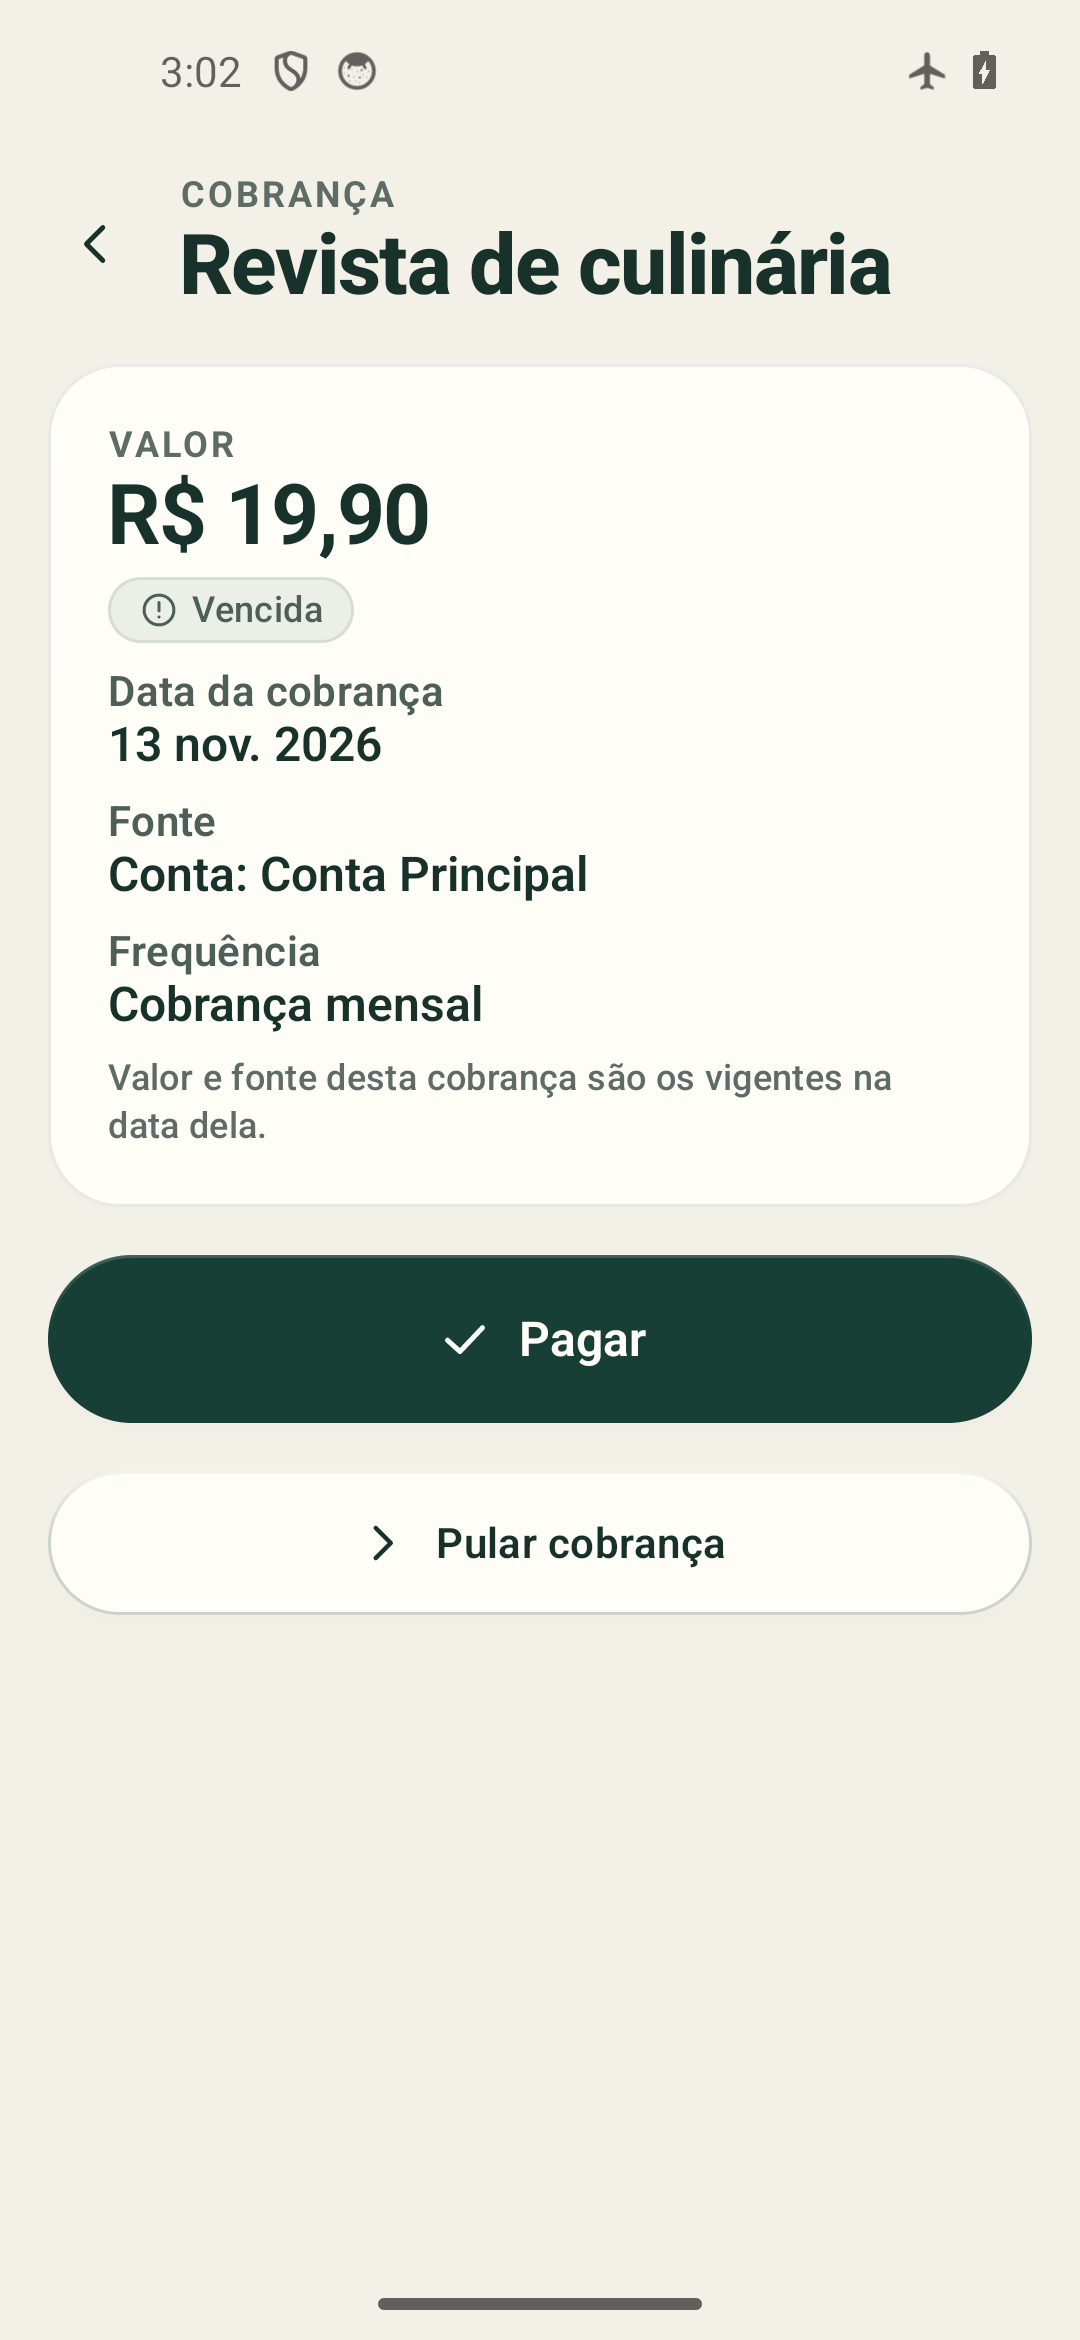 3:02
COBRANÇA
Revista de culinária
VALOR
R$ 19,90
Vencida
Data da cobrança
13 nov. 2026
Fonte
Conta: Conta Principal
Frequência
Cobrança mensal
Valor e fonte desta cobrança são os vigentes na
data dela.
Pagar
Pular cobrança